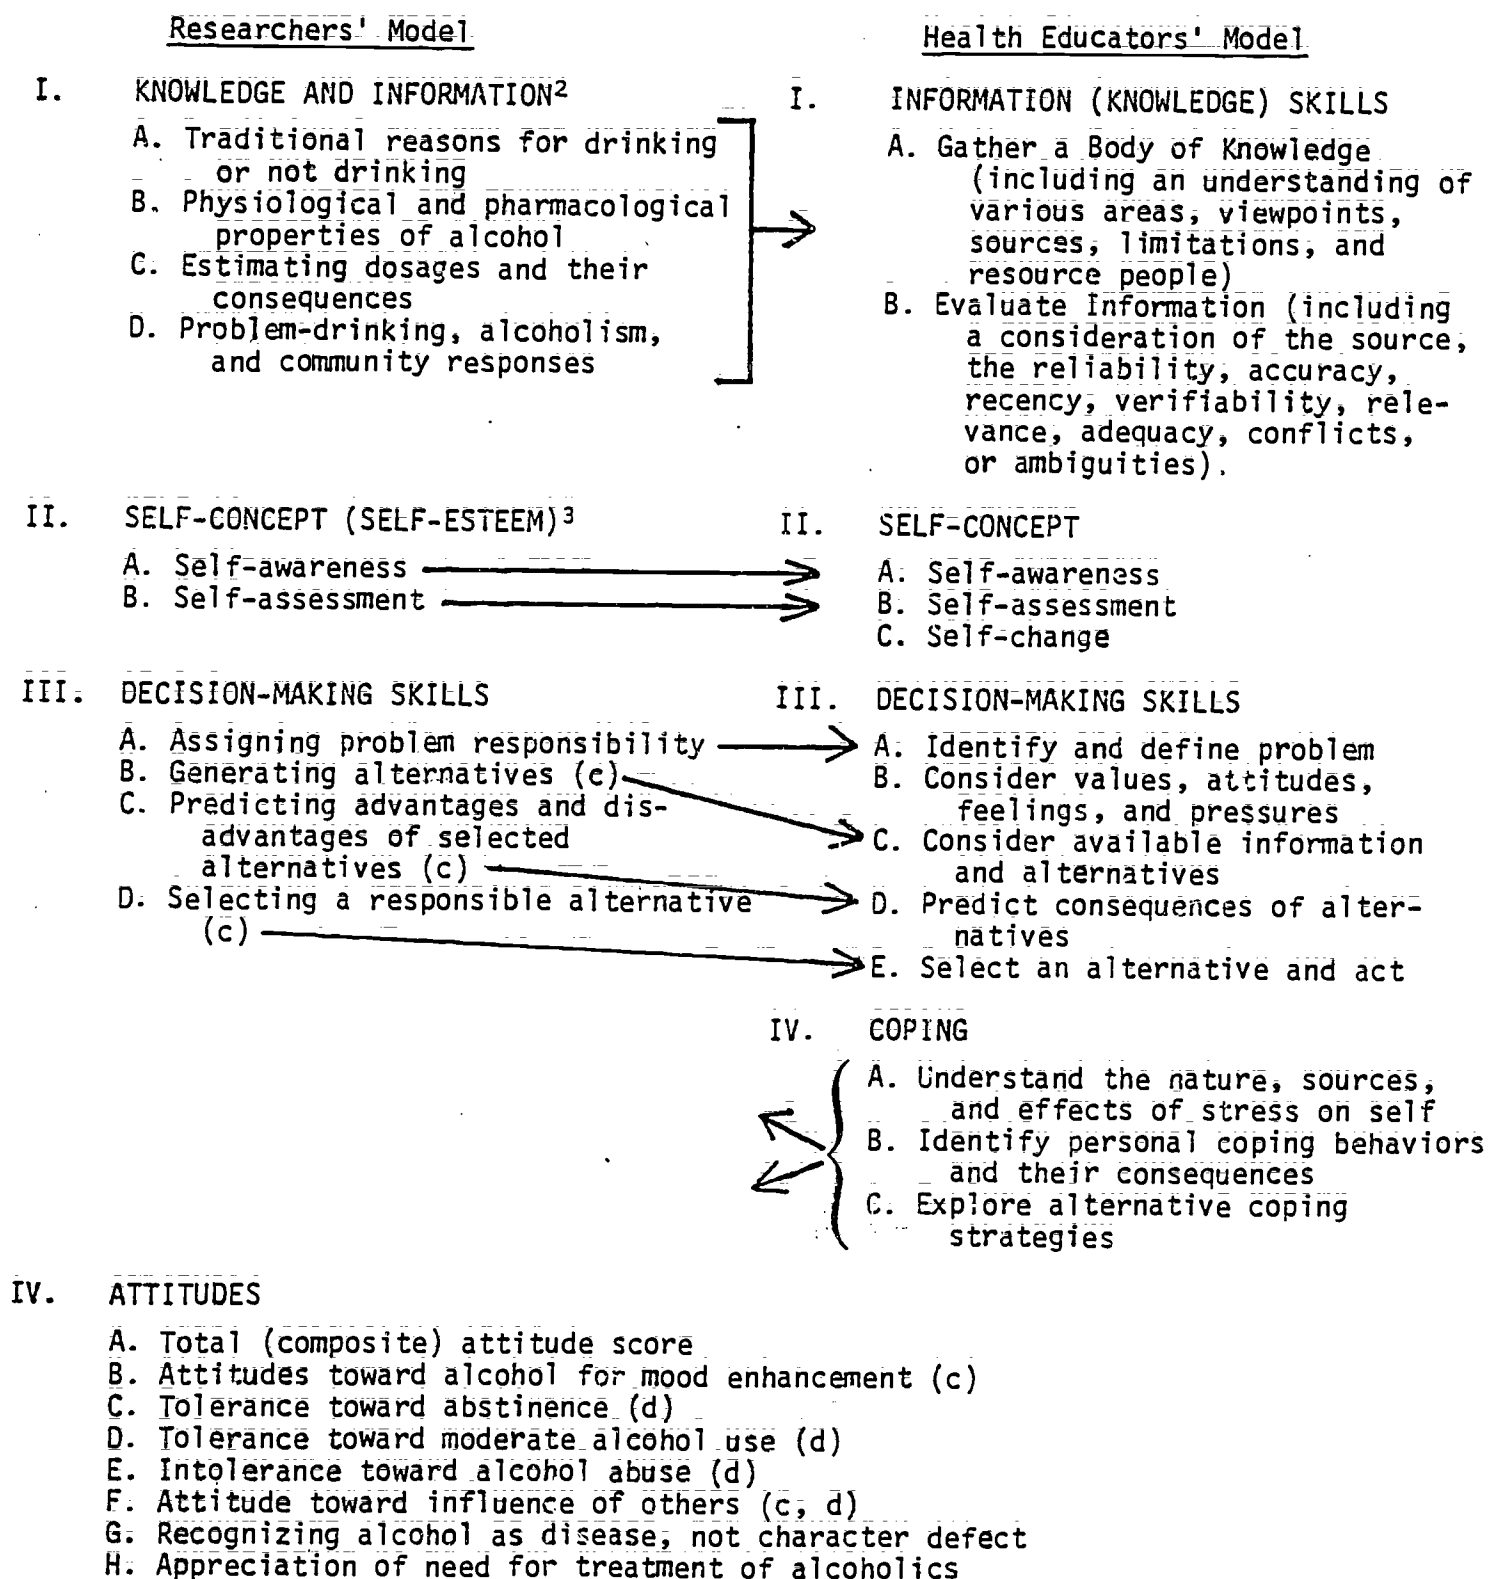 Researchers' Model
I. KNOWLEDGE AND INFORMATION2
A. Traditional reasons for drinking
or not drinking
B. Physiological and pharmacological
properties of alcohol
C. Estimating dosages and their
consequences
D. Problem-drinking, alcoholism,
and community responses
II. SELF-CONCEPT (SELF-ESTEEM)3
A. Self-awareness
B. Self-assessment
III. DECISION-MAKING SKILLS
A. Assigning problem responsibility
B. Generating alternatives (c)
C. Predicting advantages and dis-
advantages of selected
alternatives (c)
D. Selecting a responsible alternative
(c)
Health Educators' Model
I. INFORMATION (KNOWLEDGE) SKILLS
A. Gather a Body of Knowledge
(including an understanding of
various areas, viewpoints,
sources, limitations, and
resource people)
B. Evaluate Information (including
a consideration of the source,
the reliability, accuracy,
recency, verifiability, rele-
vance, adequacy, conflicts,
or ambiguities).
II. SELF-CONCEPT
A. Self-awareness
B. Self-assessment
C. Self-change
III. DECISION-MAKING SKILLS
A. Identify and define problem
B. Consider values, attitudes,
feelings, and pressures
C. Consider available information
and alternatives
D. Predict consequences of alter-
natives
E. Select an alternative and act
IV. COPING
A. Understand the nature, sources,
and effects of stress on self
B. Identify personal coping behaviors
and their consequences
C. Explore alternative coping
strategies
IV. ATTITUDES
A. Total (composite) attitude score
B. Attitudes toward alcohol for mood enhancement (c)
C. Tolerance toward abstinence (d)
D. Tolerance toward moderate alcohol use (d)
E. Intolerance toward alcohol abuse (d)
F. Attitude toward influence of others (c, d)
G. Recognizing alcohol as disease, not character defect
H. Appreciation of need for treatment of alcoholics